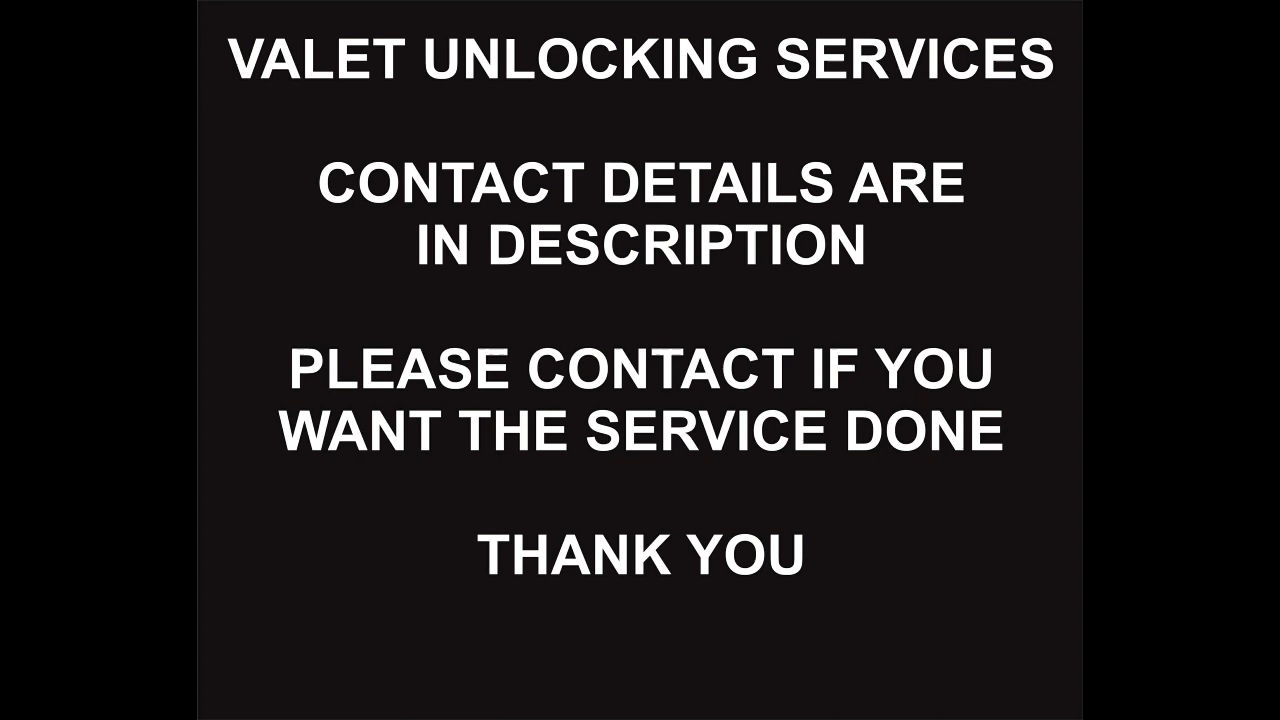 VALET UNLOCKING SERVICES
CONTACT DETAILS ARE
IN DESCRIPTION
PLEASE CONTACT IF YOU
WANT THE SERVICE DONE
THANK YOU